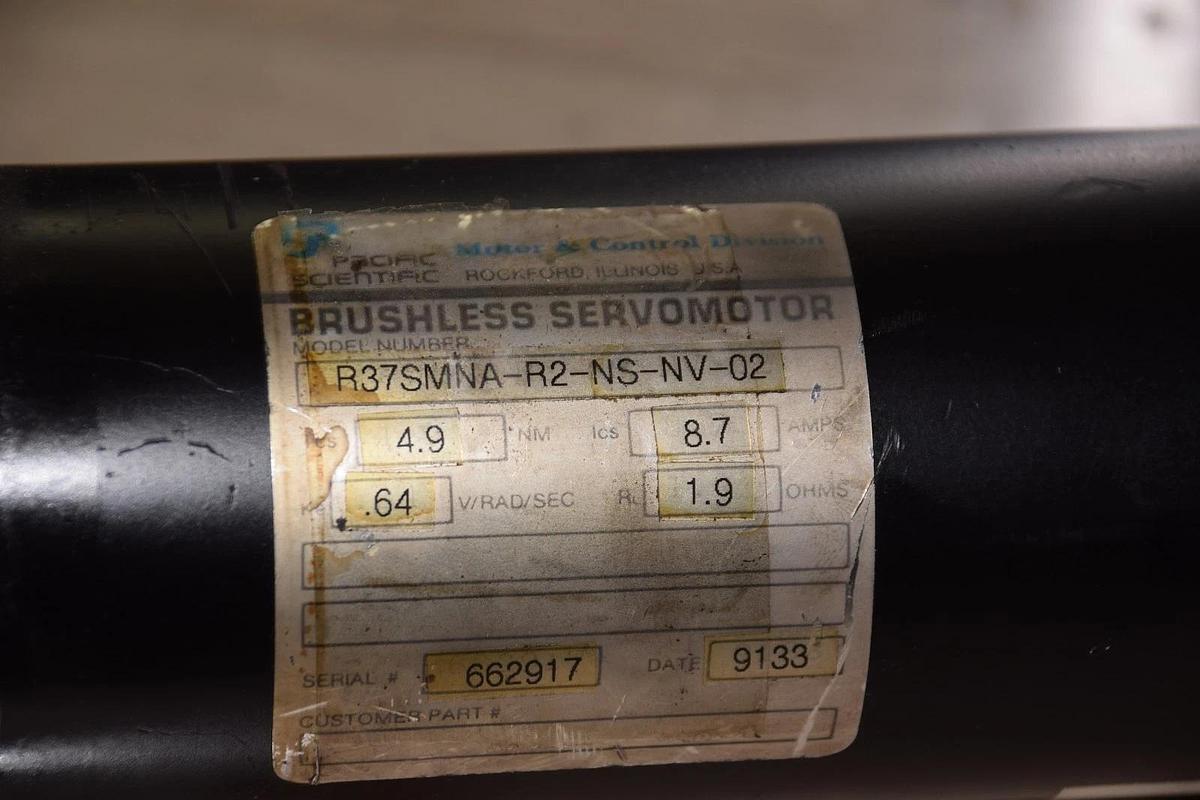 PACIFIC Motor & Control Division
SCIENTIFIC ROCKFORD, ILLINOIS U.S.A
BRUSHLESS SERVOMOTOR
MODEL NUMBER
R37SMNA-R2-NS-NV-02
4.9 NM Ics 8.7 AMPS
.64 V/RAD/SEC 1.9 OHMS
SERIAL # 662917 DATE 9133
CUSTOMER PART #